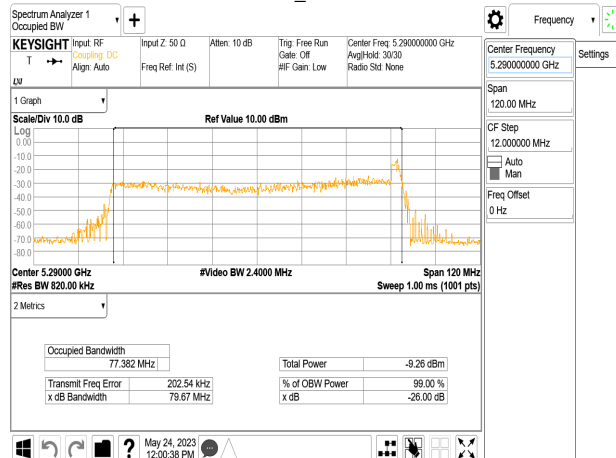 Spectrum Analyzer 1
Occupied BW
Frequency
KEYSIGHT
Input: RF
Coupling: DC
Align: Auto
Input Z: 50 Ω
Freq Ref: Int (S)
Atten: 10 dB
Trig: Free Run
Gate: Off
#IF Gain: Low
Center Freq: 5.290000000 GHz
Avg|Hold: 30/30
Radio Std: None
T
LNI
1 Graph
Scale/Div 10.0 dB
Ref Value 10.00 dBm
Log
0.00
-10.0
-20.0
-30.0
-40.0
-50.0
-60.0
-70.0
-80.0
Center 5.29000 GHz
#Video BW 2.4000 MHz
Span 120 MHz
#Res BW 820.00 kHz
Sweep 1.00 ms (1001 pts)
2 Metrics
Occupied Bandwidth
77.382 MHz
Transmit Freq Error
202.54 kHz
x dB Bandwidth
79.67 MHz
Total Power
-9.26 dBm
% of OBW Power
99.00 %
x dB
-26.00 dB
May 24, 2023
12:00:38 PM
Center Frequency
5.290000000 GHz
Settings
Span
120.00 MHz
CF Step
12.000000 MHz
Auto
Man
Freq Offset
0 Hz